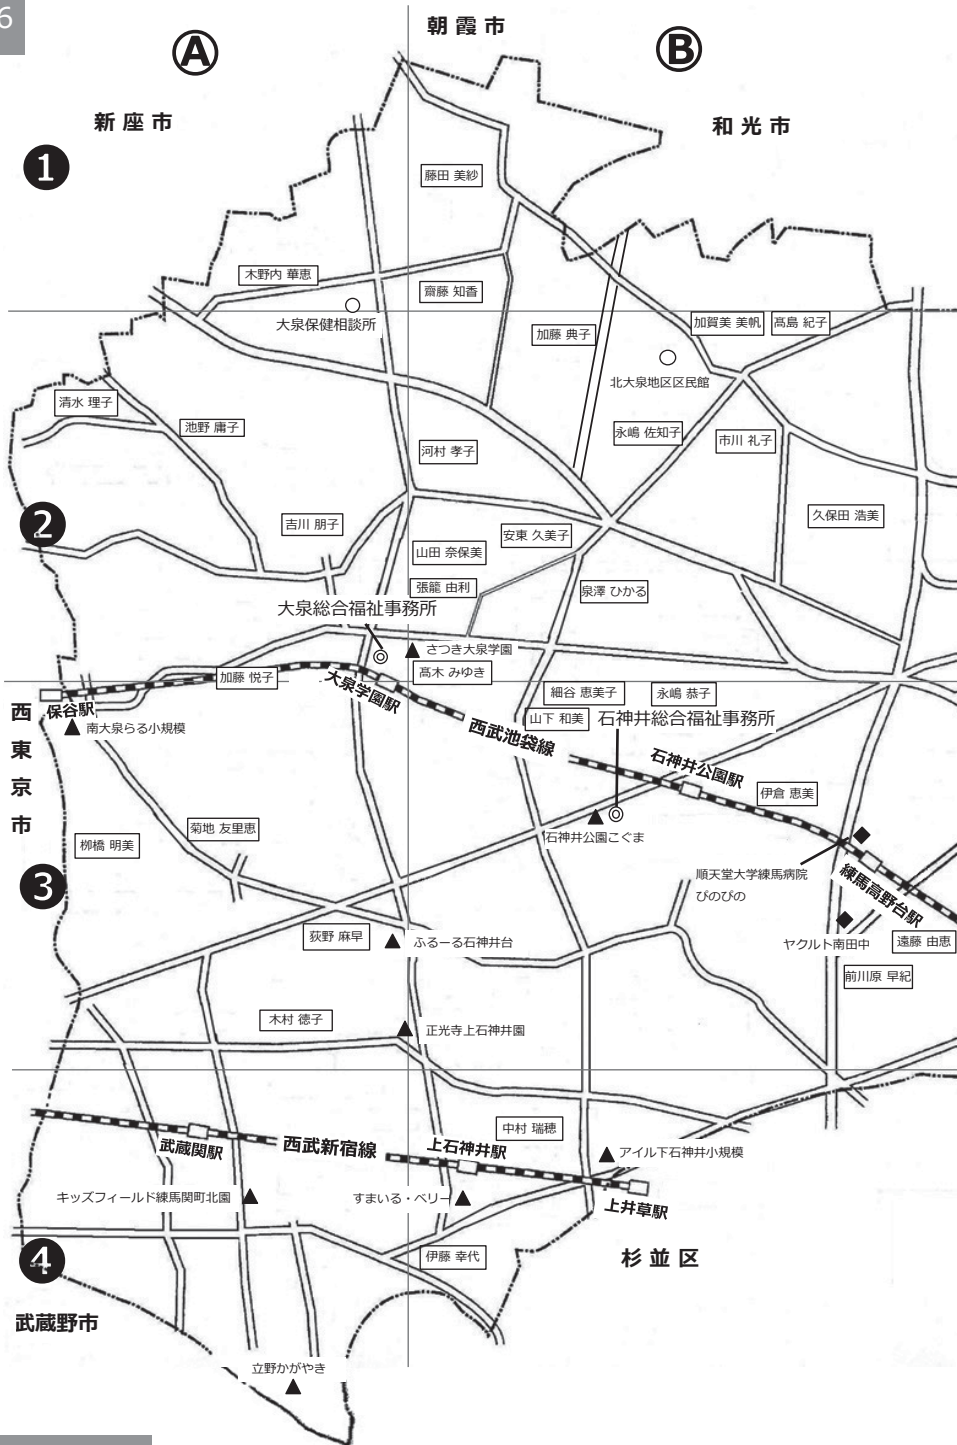 6
朝霞市
Ⓐ
Ⓑ
新座市
和光市
❶
藤田 美紗
木野内 華恵
齋藤 知香
大泉保健相談所
加藤 典子
加賀美 美帆
髙島 紀子
北大泉地区区民館
清水 理子
池野 庸子
永嶋 佐知子
市川 礼子
河村 孝子
❷
吉川 朋子
久保田 浩美
安東 久美子
山田 奈保美
張籠 由利
泉澤 ひかる
大泉総合福祉事務所
さつき大泉学園
加藤 悦子
髙木 みゆき
大泉学園駅
細谷 恵美子
永嶋 恭子
保谷駅
山下 和美
石神井総合福祉事務所
南大泉らる小規模
西武池袋線
西東京市
石神井公園駅
伊倉 恵美
菊地 友里恵
栁橋 明美
石神井公園こぐま
❸
順天堂大学練馬病院
ぴのぴの
練馬高野台駅
荻野 麻早
ふるーる石神井台
ヤクルト南田中
遠藤 由恵
前川原 早紀
木村 徳子
正光寺上石神井園
中村 瑞穂
武蔵関駅
西武新宿線
上石神井駅
アイル下石神井小規模
キッズフィールド練馬関町北園
すまいる・ベリー
上井草駅
❹
伊藤 幸代
杉並区
武蔵野市
立野かがやき